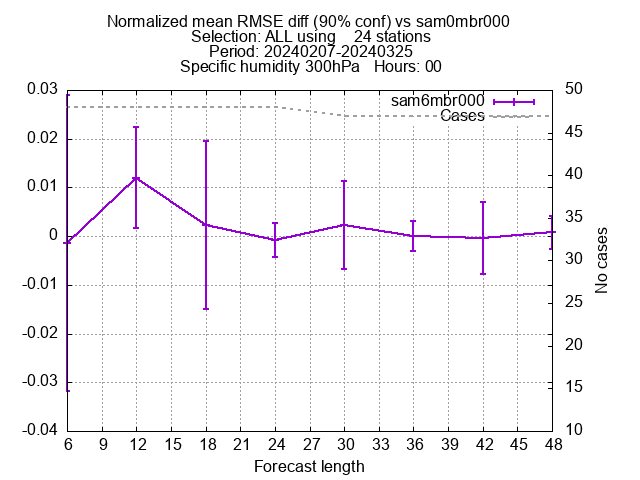 Normalized mean RMSE diff (90% conf) vs sam0mbr000
Selection: ALL using    24 stations
Period: 20240207-20240325
Specific humidity 300hPa   Hours: 00
sam6mbr000
Cases
0.03
0.02
0.01
0
-0.01
-0.02
-0.03
-0.04
50
45
40
35
30
25
20
15
10
No cases
6 9 12 15 18 21 24 27 30 33 36 39 42 45 48
Forecast length